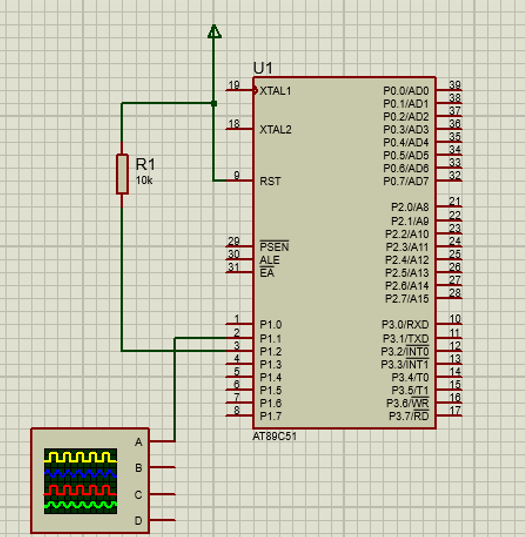 U1
19 XTAL1 P0.0/AD0 39
P0.1/AD1 38
P0.2/AD2 37
18 XTAL2 P0.3/AD3 36
P0.4/AD4 35
P0.5/AD5 34
P0.6/AD6 33
9 RST P0.7/AD7 32
R1
10k
P2.0/A8 21
P2.1/A9 22
P2.2/A10 23
29 PSEN P2.3/A11 24
30 ALE P2.4/A12 25
31 EA P2.5/A13 26
P2.6/A14 27
P2.7/A15 28
1 P1.0 P3.0/RXD 10
2 P1.1 P3.1/TXD 11
3 P1.2 P3.2/INT0 12
4 P1.3 P3.3/INT1 13
5 P1.4 P3.4/T0 14
6 P1.5 P3.5/T1 15
7 P1.6 P3.6/WR 16
8 P1.7 P3.7/RD 17
AT89C51
A
B
C
D